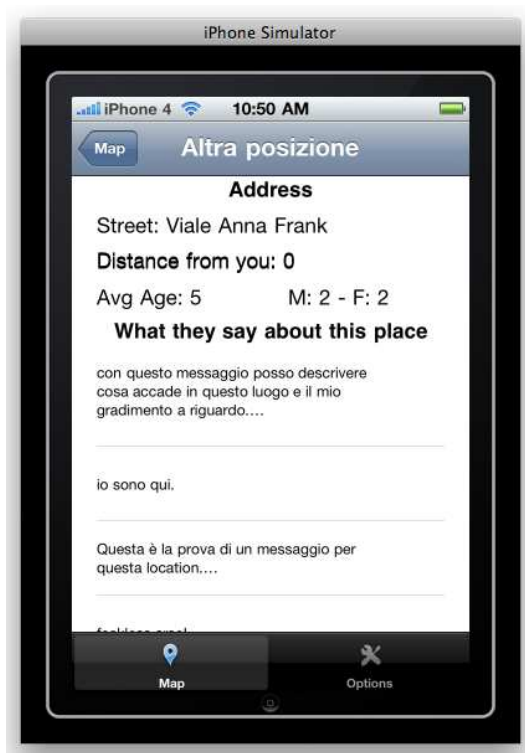 iPhone Simulator
iPhone 4 10:50 AM
Map Altra posizione
Address
Street: Viale Anna Frank
Distance from you: 0
Avg Age: 5 M: 2 - F: 2
What they say about this place
con questo messaggio posso descrivere
cosa accade in questo luogo e il mio
gradimento a riguardo....
io sono qui.
Questa è la prova di un messaggio per
questa location....
Map Options